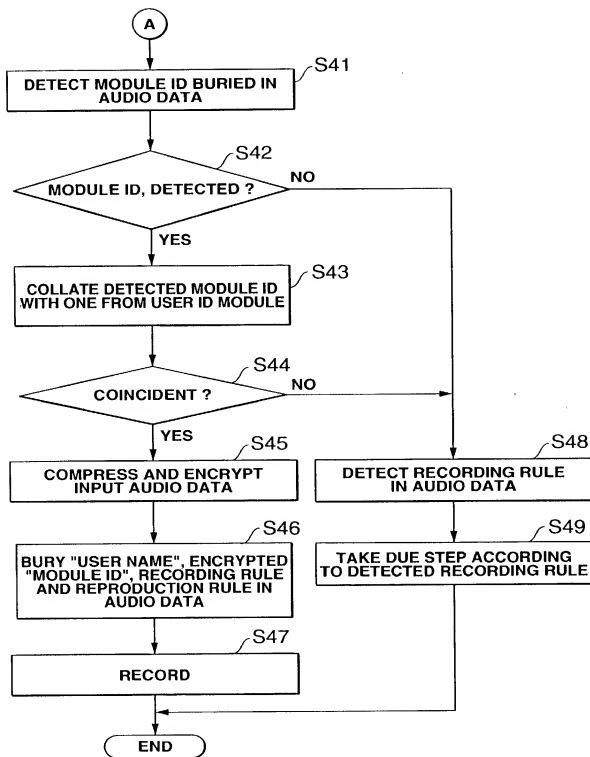 A
S41
DETECT MODULE ID BURIED IN
AUDIO DATA
S42
MODULE ID, DETECTED ?
NO
YES
S43
COLLATE DETECTED MODULE ID
WITH ONE FROM USER ID MODULE
S44
COINCIDENT ?
NO
YES
S45
COMPRESS AND ENCRYPT
INPUT AUDIO DATA
S48
DETECT RECORDING RULE
IN AUDIO DATA
S46
BURY "USER NAME", ENCRYPTED
"MODULE ID", RECORDING RULE
AND REPRODUCTION RULE IN
AUDIO DATA
S49
TAKE DUE STEP ACCORDING
TO DETECTED RECORDING RULE
S47
RECORD
END